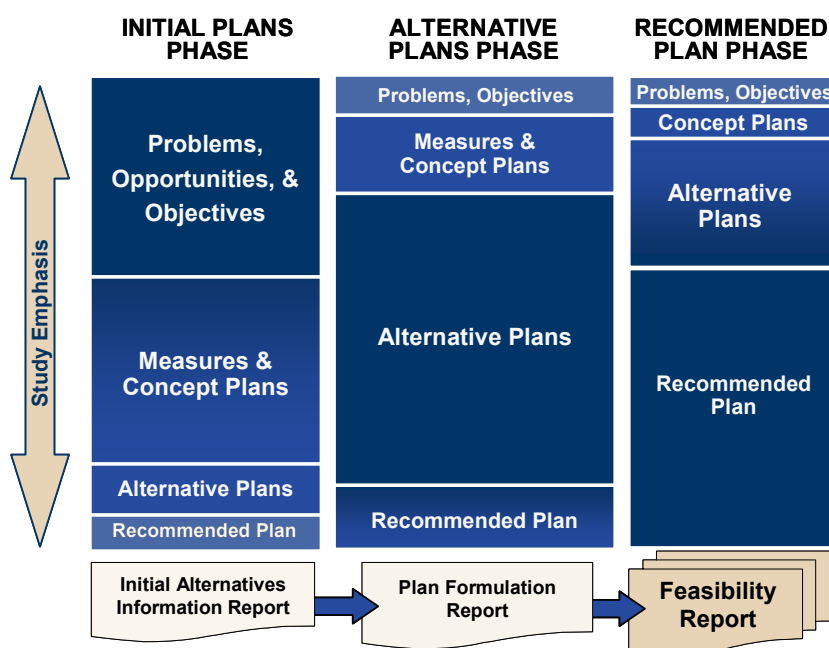 INITIAL PLANS
PHASE
ALTERNATIVE
PLANS PHASE
RECOMMENDED
PLAN PHASE
Study Emphasis
Problems,
Opportunities, &
Objectives
Measures &
Concept Plans
Alternative Plans
Recommended Plan
Problems, Objectives
Measures &
Concept Plans
Alternative Plans
Recommended Plan
Problems, Objectives
Concept Plans
Alternative
Plans
Recommended
Plan
Initial Alternatives
Information Report
Plan Formulation
Report
Feasibility
Report